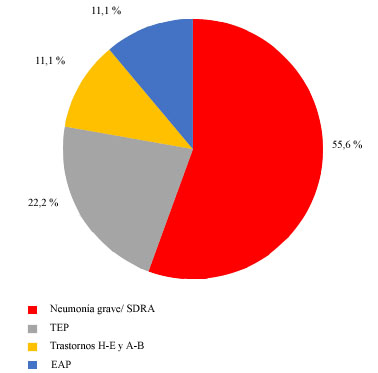 11,1 %
11,1 %
55,6 %
22,2 %
Neumonía grave/ SDRA
TEP
Trastornos H-E y A-B
EAP